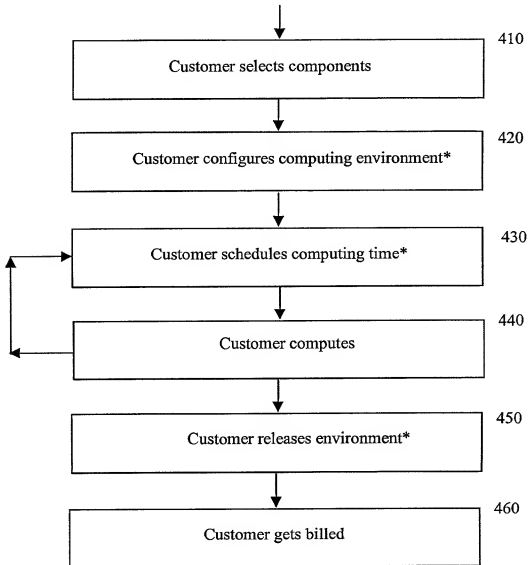 410
Customer selects components
420
Customer configures computing environment*
430
Customer schedules computing time*
440
Customer computes
450
Customer releases environment*
460
Customer gets billed